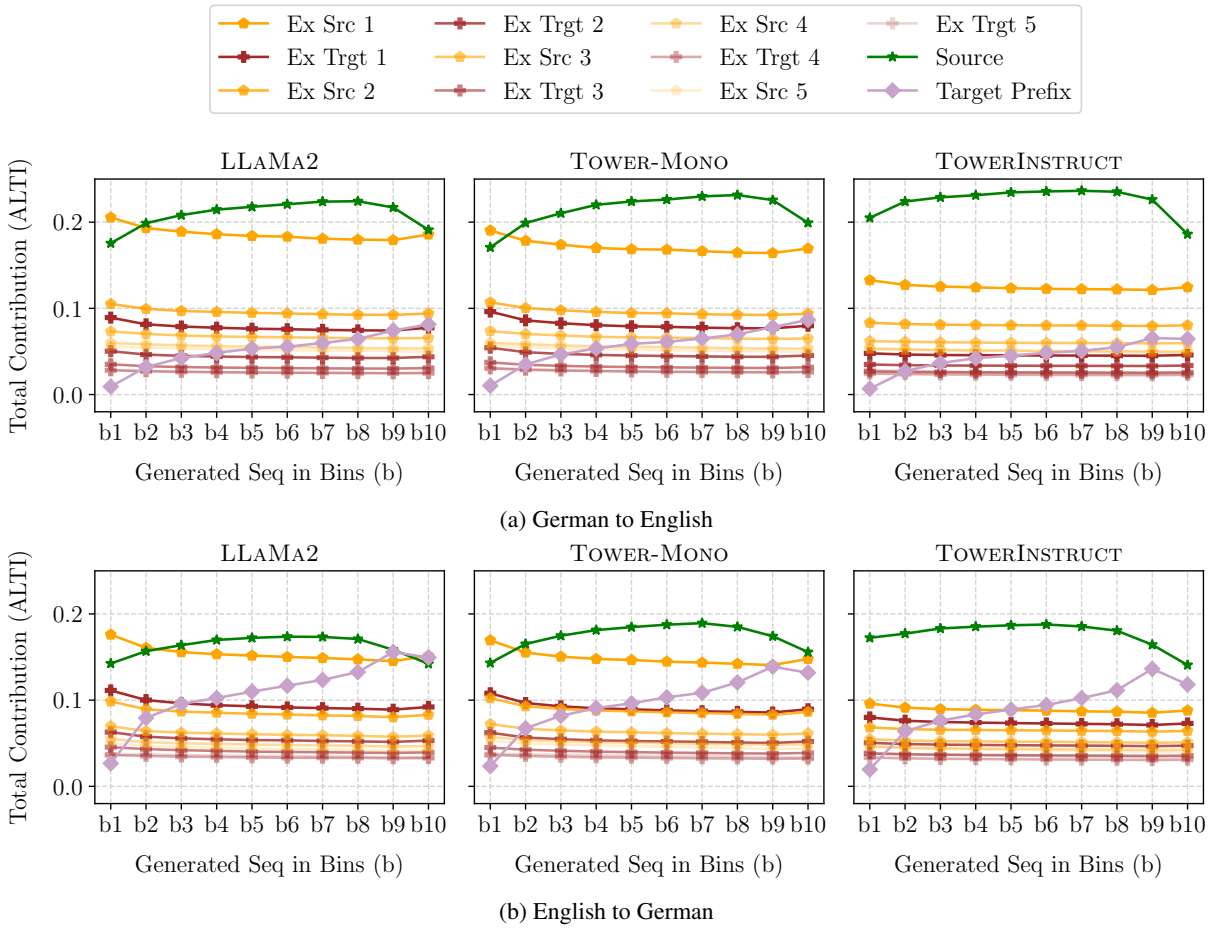 Ex Src 1 Ex Trgt 2 Ex Src 4 Ex Trgt 5
Ex Trgt 1 Ex Src 3 Ex Trgt 4 Source
Ex Src 2 Ex Trgt 3 Ex Src 5 Target Prefix
LLaMa2 Tower-Mono TowerInstruct
Total Contribution (ALTI)
0.2
0.1
0.0
b1 b2 b3 b4 b5 b6 b7 b8 b9 b10 b1 b2 b3 b4 b5 b6 b7 b8 b9 b10 b1 b2 b3 b4 b5 b6 b7 b8 b9 b10
Generated Seq in Bins (b) Generated Seq in Bins (b) Generated Seq in Bins (b)
(a) German to English
LLaMa2 Tower-Mono TowerInstruct
Total Contribution (ALTI)
0.2
0.1
0.0
b1 b2 b3 b4 b5 b6 b7 b8 b9 b10 b1 b2 b3 b4 b5 b6 b7 b8 b9 b10 b1 b2 b3 b4 b5 b6 b7 b8 b9 b10
Generated Seq in Bins (b) Generated Seq in Bins (b) Generated Seq in Bins (b)
(b) English to German